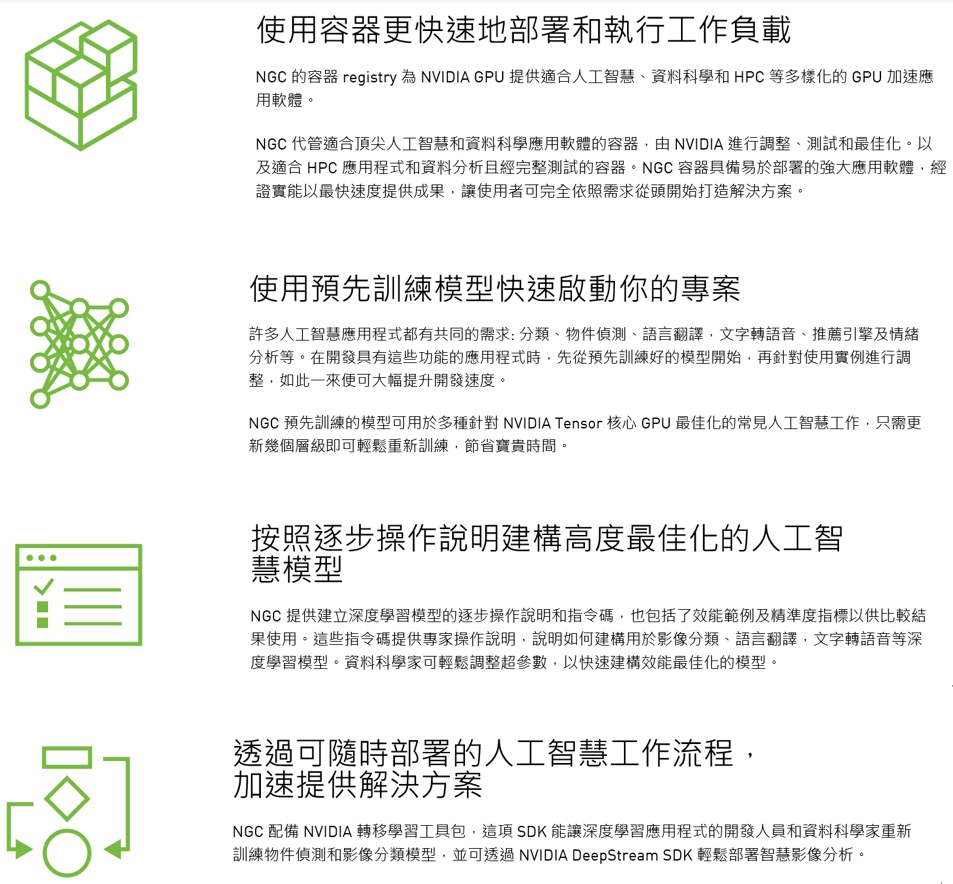 使用容器更快速地部署和執行工作負載
NGC 的容器 registry 為 NVIDIA GPU 提供適合人工智慧、資料科學和 HPC 等多樣化的 GPU 加速應
用軟體。
NGC 代管適合頂尖人工智慧和資料科學應用軟體的容器，由 NVIDIA 進行調整、測試和最佳化。以
及適合 HPC 應用程式和資料分析且經完整測試的容器。NGC 容器具備易於部署的強大應用軟體，經
證實能以最快速度提供成果，讓使用者可完全依照需求從頭開始打造解決方案。
使用預先訓練模型快速啟動你的專案
許多人工智慧應用程式都有共同的需求: 分類、物件偵測、語言翻譯，文字轉語音、推薦引擎及情緒
分析等。在開發具有這些功能的應用程式時，先從預先訓練好的模型開始，再針對使用實例進行調
整，如此一來便可大幅提升開發速度。
NGC 預先訓練的模型可用於多種針對 NVIDIA Tensor 核心 GPU 最佳化的常見人工智慧工作，只需更
新幾個層級即可輕鬆重新訓練，節省寶貴時間。
按照逐步操作說明建構高度最佳化的人工智
慧模型
NGC 提供建立深度學習模型的逐步操作說明和指令碼，也包括了效能範例及精準度指標以供比較結
果使用。這些指令碼提供專家操作說明，說明如何建構用於影像分類、語言翻譯，文字轉語音等深
度學習模型。資料科學家可輕鬆調整超參數，以快速建構效能最佳化的模型。
透過可隨時部署的人工智慧工作流程，
加速提供解決方案
NGC 配備 NVIDIA 轉移學習工具包，這項 SDK 能讓深度學習應用程式的開發人員和資料科學家重新
訓練物件偵測和影像分類模型，並可透過 NVIDIA DeepStream SDK 輕鬆部署智慧影像分析。